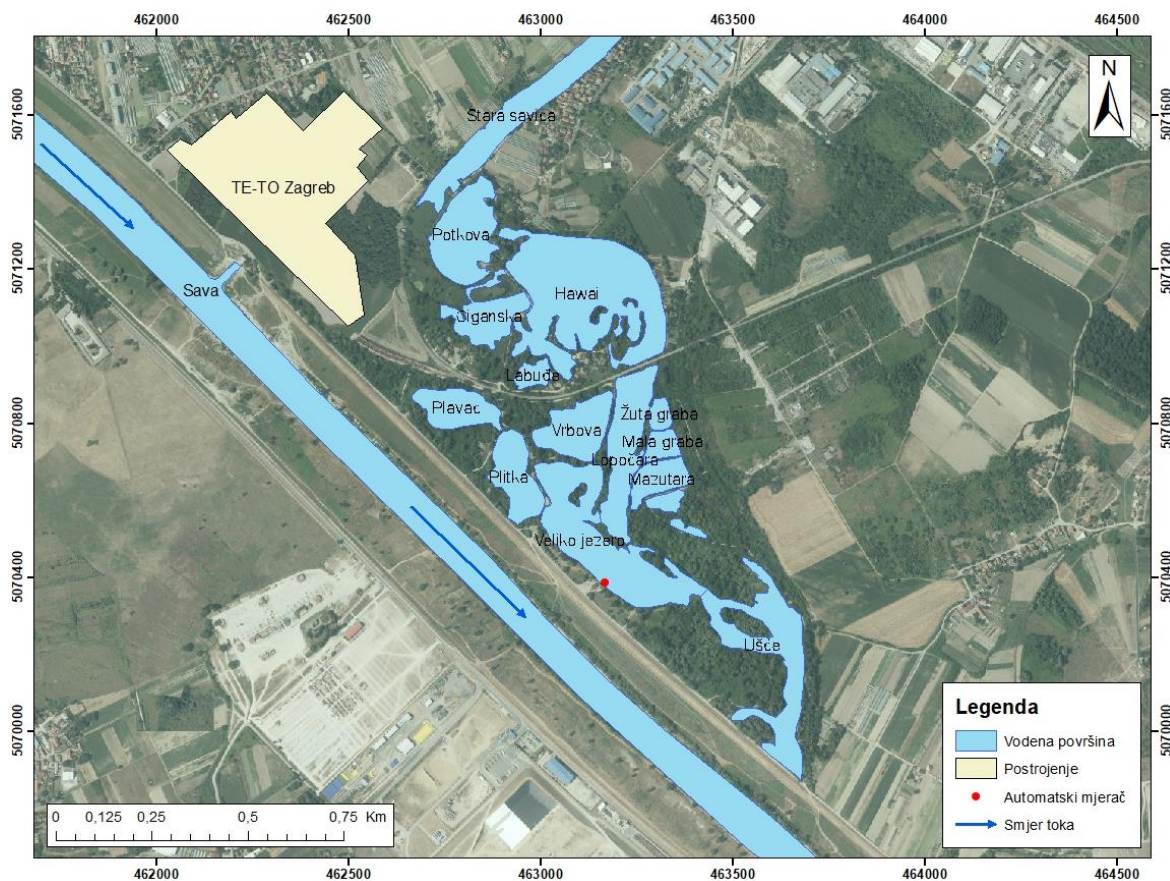 462000 462500 463000 463500 464000 464500
5071600 5071600
5071200 5071200
5070800 5070800
5070400 5070400
5070000 5070000
N
Stara savica
TE-TO Zagreb
Potkova
Sava
Hawai
Ciganska
Labuđa
Plavac
Žuta graba
Vrbova
Mala graba
Lopočara
Plitka
Mazutara
Veliko jezero
Ušće
Legenda
Vodena površina
Postrojenje
Automatski mjerač
Smjer toka
0 0,125 0,25 0,5 0,75 Km
462000 462500 463000 463500 464000 464500